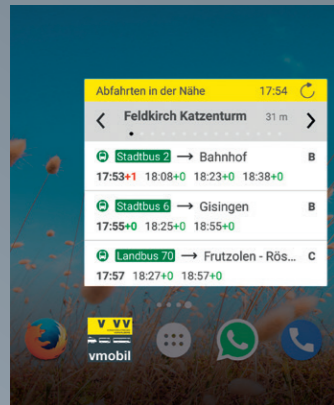 Abfahrten in der Nähe 17:54
Feldkirch Katzenturm 31 m
Stadtbus 2 → Bahnhof B
17:53+1 18:08+0 18:23+0 18:38+0
Stadtbus 6 → Gisingen B
17:55+0 18:25+0 18:55+0
Landbus 70 → Frutzolen - Rös... C
17:57 18:27+0 18:57+0
V VV
vmobil